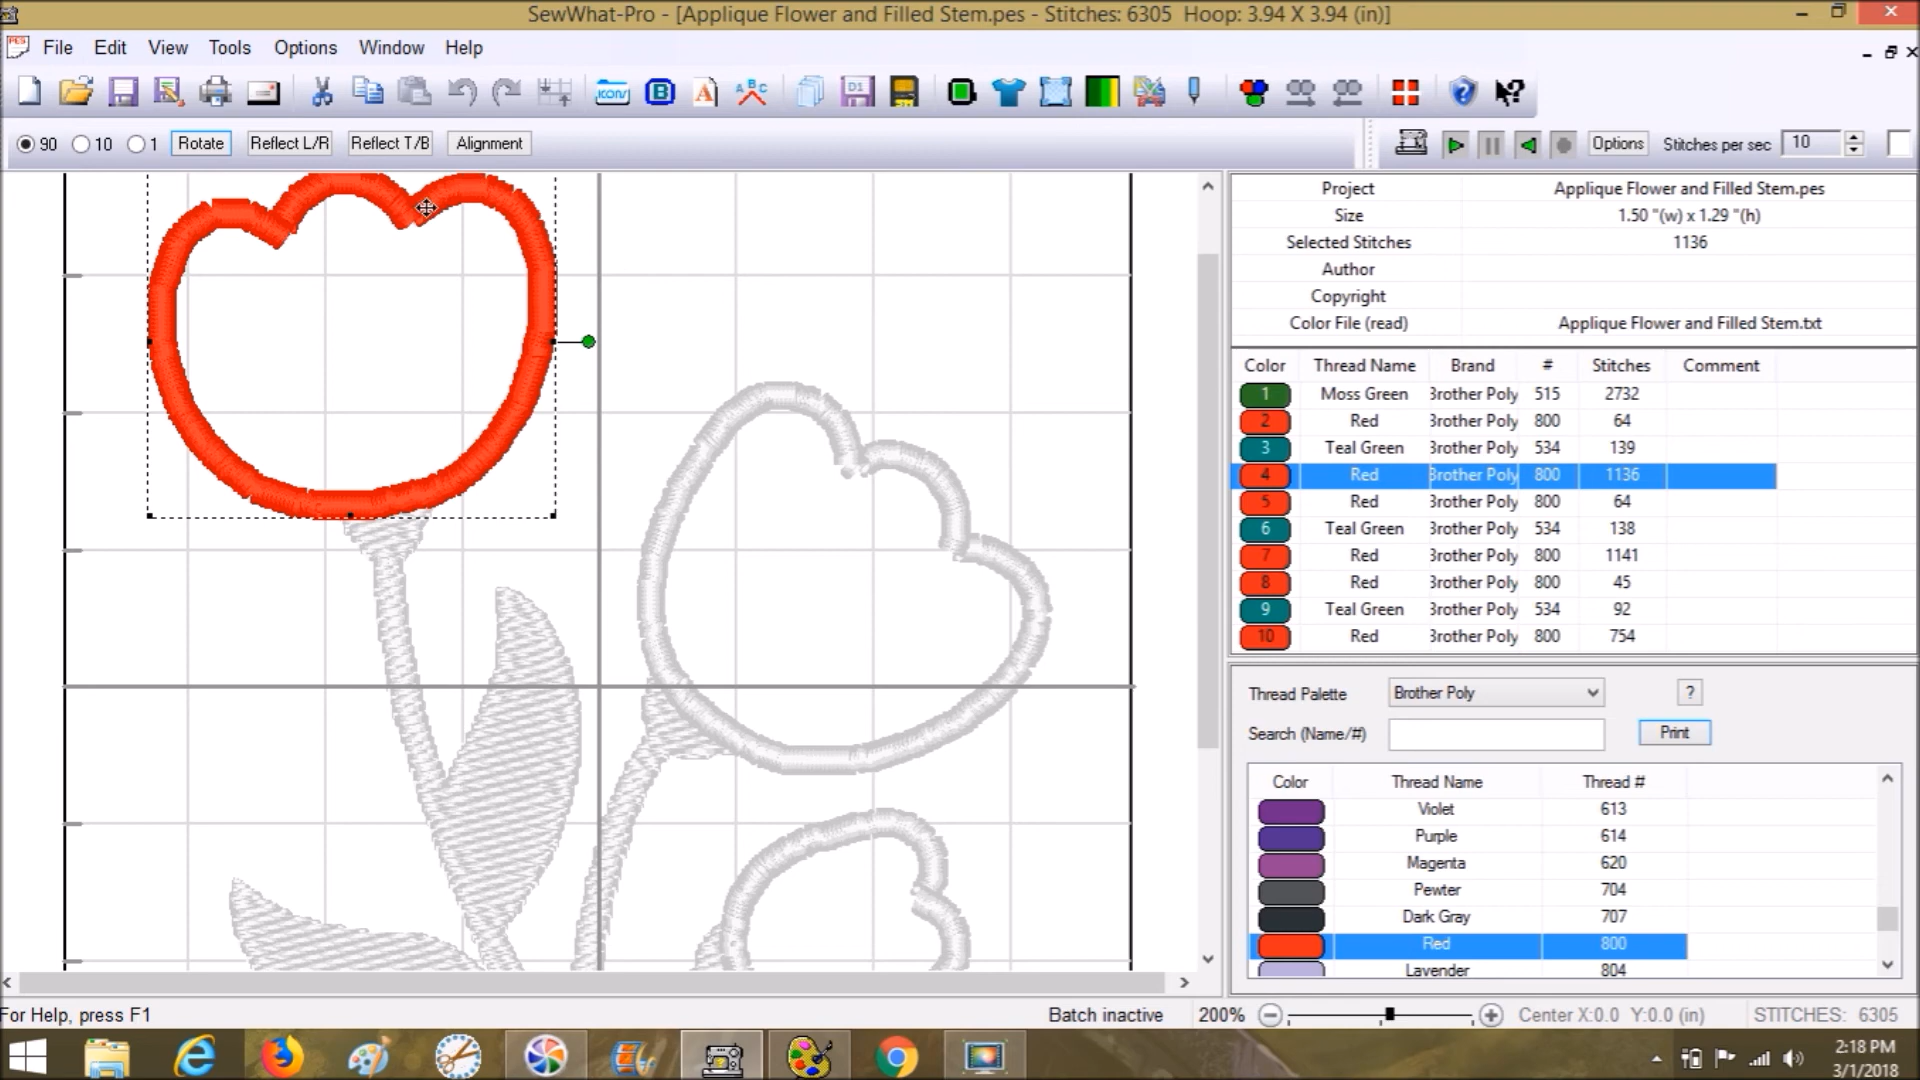 SewWhat-Pro - [Applique Flower and Filled Stem.pes - Stitches: 6305 Hoop: 3.94 X 3.94 (in)]
PES File Edit View Tools Options Window Help
ICON B A ABC D1
90 10 1 Rotate Reflect L/R Reflect T/B Alignment Options Stitches per sec 10
Project Applique Flower and Filled Stem.pes
Size 1.50 "(w) x 1.29 "(h)
Selected Stitches 1136
Author
Copyright
Color File (read) Applique Flower and Filled Stem.txt
Color Thread Name Brand # Stitches Comment
1 Moss Green Brother Poly 515 2732
2 Red Brother Poly 800 64
3 Teal Green Brother Poly 534 139
4 Red Brother Poly 800 1136
5 Red Brother Poly 800 64
6 Teal Green Brother Poly 534 138
7 Red Brother Poly 800 1141
8 Red Brother Poly 800 45
9 Teal Green Brother Poly 534 92
10 Red Brother Poly 800 754
Thread Palette Brother Poly ?
Search (Name/#) Print
Color Thread Name Thread #
Violet 613
Purple 614
Magenta 620
Pewter 704
Dark Gray 707
Red 800
Lavender 804
For Help, press F1 Batch inactive 200% Center X:0.0 Y:0.0 (in) STITCHES: 6305
2:18 PM
3/1/2018